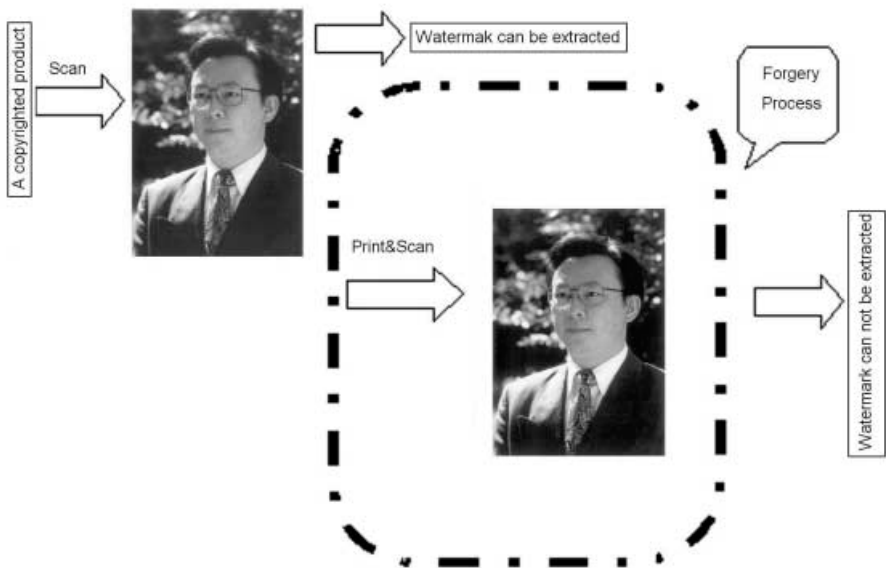 A copyrighted product
Scan
Watermak can be extracted
Forgery
Process
Print&Scan
Watermark can not be extracted